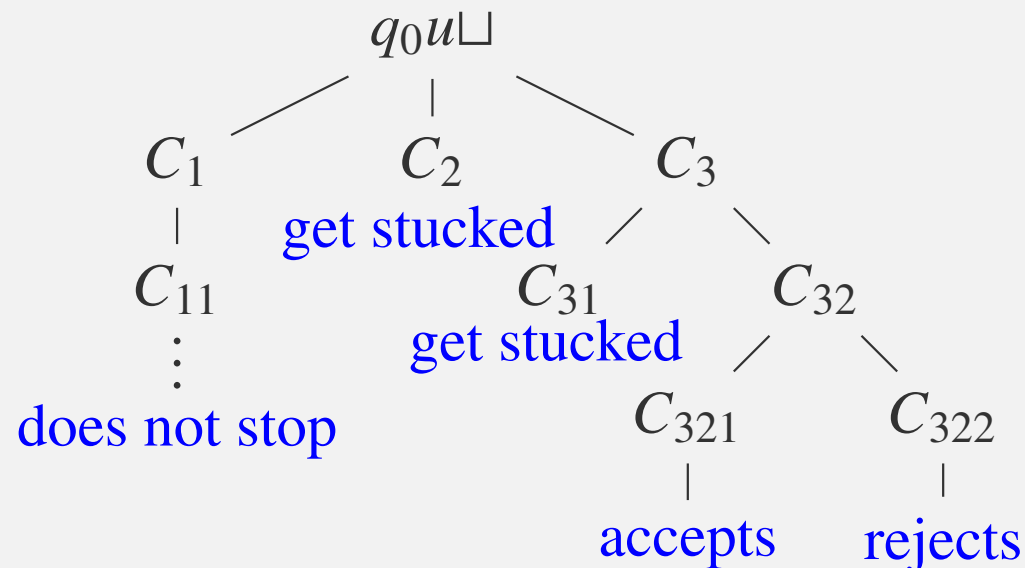 q₀u⊔
C₁ C₂ C₃
get stucked
C₁₁ C₃₁ C₃₂
⋮ get stucked
does not stop C₃₂₁ C₃₂₂
accepts rejects